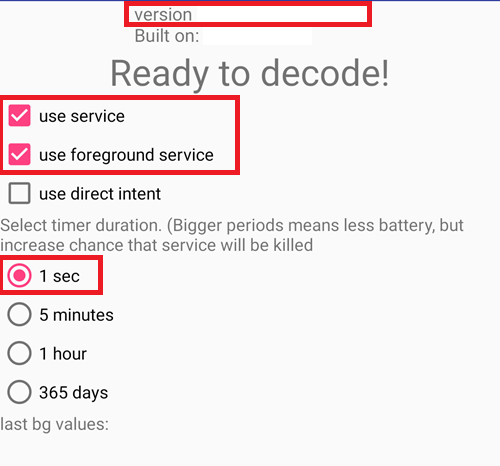 version
Built on:
Ready to decode!
use service
use foreground service
use direct intent
Select timer duration. (Bigger periods means less battery, but
increase chance that service will be killed
1 sec
5 minutes
1 hour
365 days
last bg values: